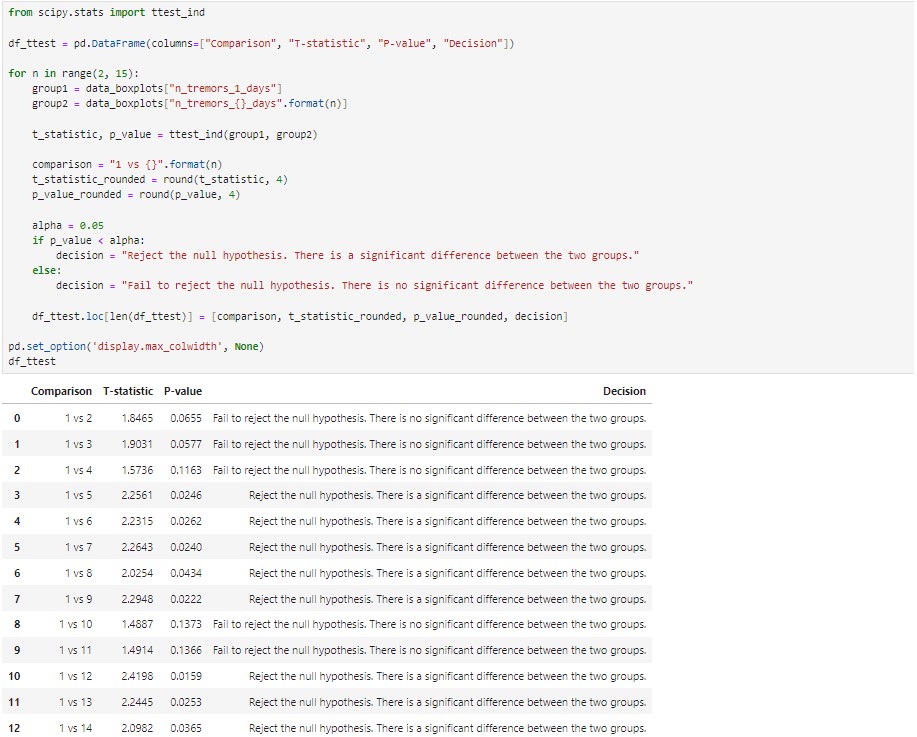 from scipy.stats import ttest_ind
df_ttest = pd.DataFrame(columns=["Comparison", "T-statistic", "P-value", "Decision"])
for n in range(2, 15):
    group1 = data_boxplots["n_tremors_1_days"]
    group2 = data_boxplots["n_tremors_{}_days".format(n)]
    t_statistic, p_value = ttest_ind(group1, group2)
    comparison = "1 vs {}".format(n)
    t_statistic_rounded = round(t_statistic, 4)
    p_value_rounded = round(p_value, 4)
    alpha = 0.05
    if p_value < alpha:
        decision = "Reject the null hypothesis. There is a significant difference between the two groups."
    else:
        decision = "Fail to reject the null hypothesis. There is no significant difference between the two groups."
    df_ttest.loc[len(df_ttest)] = [comparison, t_statistic_rounded, p_value_rounded, decision]
pd.set_option('display.max_colwidth', None)
df_ttest
Comparison T-statistic P-value Decision
0 1 vs 2 1.8465 0.0655 Fail to reject the null hypothesis. There is no significant difference between the two groups.
1 1 vs 3 1.9031 0.0577 Fail to reject the null hypothesis. There is no significant difference between the two groups.
2 1 vs 4 1.5736 0.1163 Fail to reject the null hypothesis. There is no significant difference between the two groups.
3 1 vs 5 2.2561 0.0246 Reject the null hypothesis. There is a significant difference between the two groups.
4 1 vs 6 2.2315 0.0262 Reject the null hypothesis. There is a significant difference between the two groups.
5 1 vs 7 2.2643 0.0240 Reject the null hypothesis. There is a significant difference between the two groups.
6 1 vs 8 2.0254 0.0434 Reject the null hypothesis. There is a significant difference between the two groups.
7 1 vs 9 2.2948 0.0222 Reject the null hypothesis. There is a significant difference between the two groups.
8 1 vs 10 1.4887 0.1373 Fail to reject the null hypothesis. There is no significant difference between the two groups.
9 1 vs 11 1.4914 0.1366 Fail to reject the null hypothesis. There is no significant difference between the two groups.
10 1 vs 12 2.4198 0.0159 Reject the null hypothesis. There is a significant difference between the two groups.
11 1 vs 13 2.2445 0.0253 Reject the null hypothesis. There is a significant difference between the two groups.
12 1 vs 14 2.0982 0.0365 Reject the null hypothesis. There is a significant difference between the two groups.